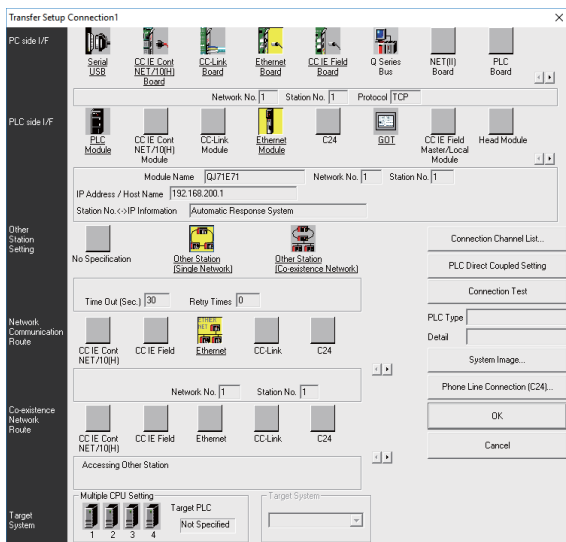 Transfer Setup Connection1
PC side I/F
Serial
USB
CC IE Cont
NET/10(H)
Board
CC-Link
Board
Ethernet
Board
CC IE Field
Board
Q Series
Bus
NET(II)
Board
PLC
Board
Network No. 1 Station No. 1 Protocol TCP
PLC side I/F
PLC
Module
CC IE Cont
NET/10(H)
Module
CC-Link
Module
Ethernet
Module
C24
GOT
CC IE Field
Master/Local
Module
Head Module
Module Name QJ71E71 Network No. 1 Station No. 1
IP Address / Host Name 192.168.200.1
Station No.<->IP Information Automatic Response System
Other
Station
Setting
No Specification
Other Station
(Single Network)
Other Station
(Co-existence Network)
Time Out (Sec.) 30 Retry Times 0
Connection Channel List...
PLC Direct Coupled Setting
Connection Test
PLC Type
Detail
System Image...
Phone Line Connection (C24)...
OK
Cancel
Network
Communication
Route
CC IE Cont
NET/10(H)
CC IE Field
ETHER
NET
Ethernet
CC-Link
C24
Network No. 1 Station No. 1
Co-existence
Network
Route
CC IE Cont
NET/10(H)
CC IE Field
Ethernet
CC-Link
C24
Accessing Other Station
Target
System
Multiple CPU Setting
1 2 3 4
Target PLC
Not Specified
Target System